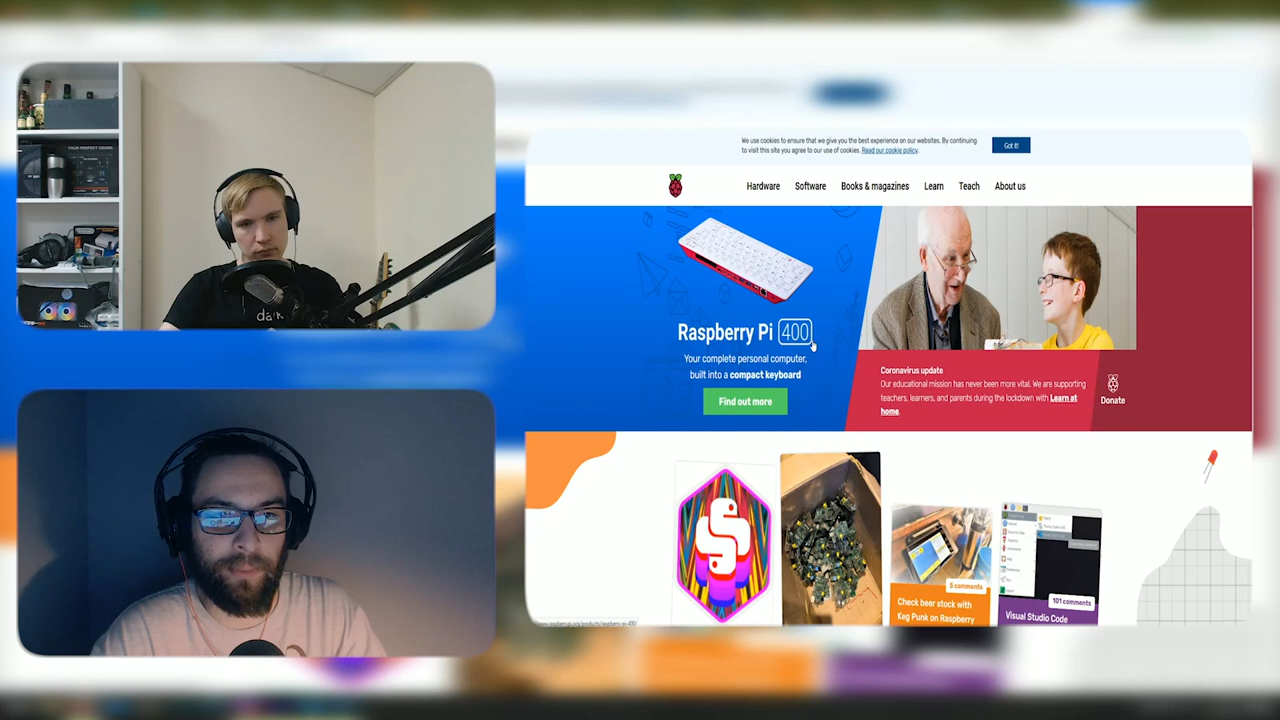 We use cookies to ensure that we give you the best experience on our websites. By continuing
to visit this site you agree to our use of cookies. Read our cookie policy.
Got it!
Hardware
Software
Books & magazines
Learn
Teach
About us
Raspberry Pi 400
Your complete personal computer,
built into a compact keyboard
Find out more
Coronavirus update
Our educational mission has never been more vital. We are supporting
teachers, learners, and parents during the lockdown with Learn at
home.
Donate
5 comments
Check beer stock with
Keg Punk on Raspberry
101 comments
Visual Studio Code